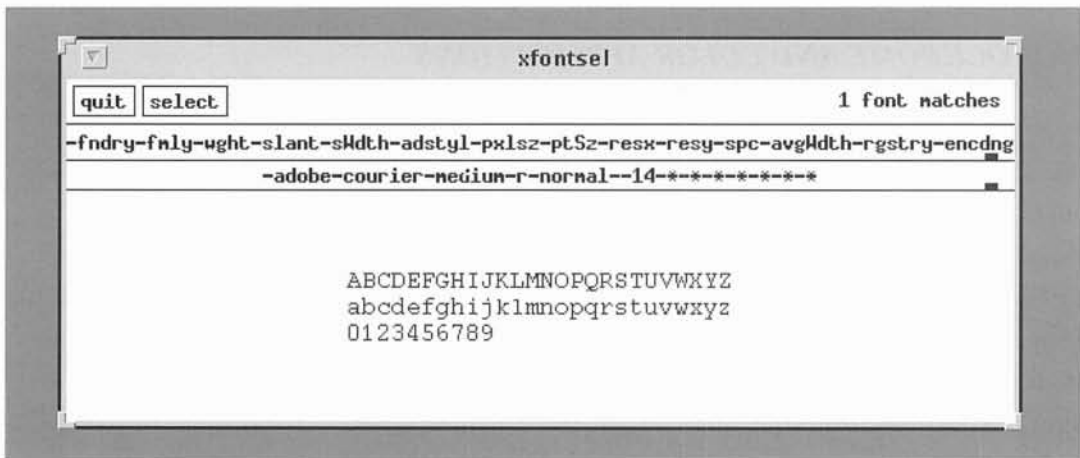 xfontsel
quit select 1 font matches
-fndry-fmly-wght-slant-sWdth-adstyl-pxlsz-ptSz-resx-resy-spc-avgWdth-rgstry-encdng
-adobe-courier-medium-r-normal--14-*-*-*-*-*-*-*
ABCDEFGHIJKLMNOPQRSTUVWXYZ
abcdefghijklmnopqrstuvwxyz
0123456789